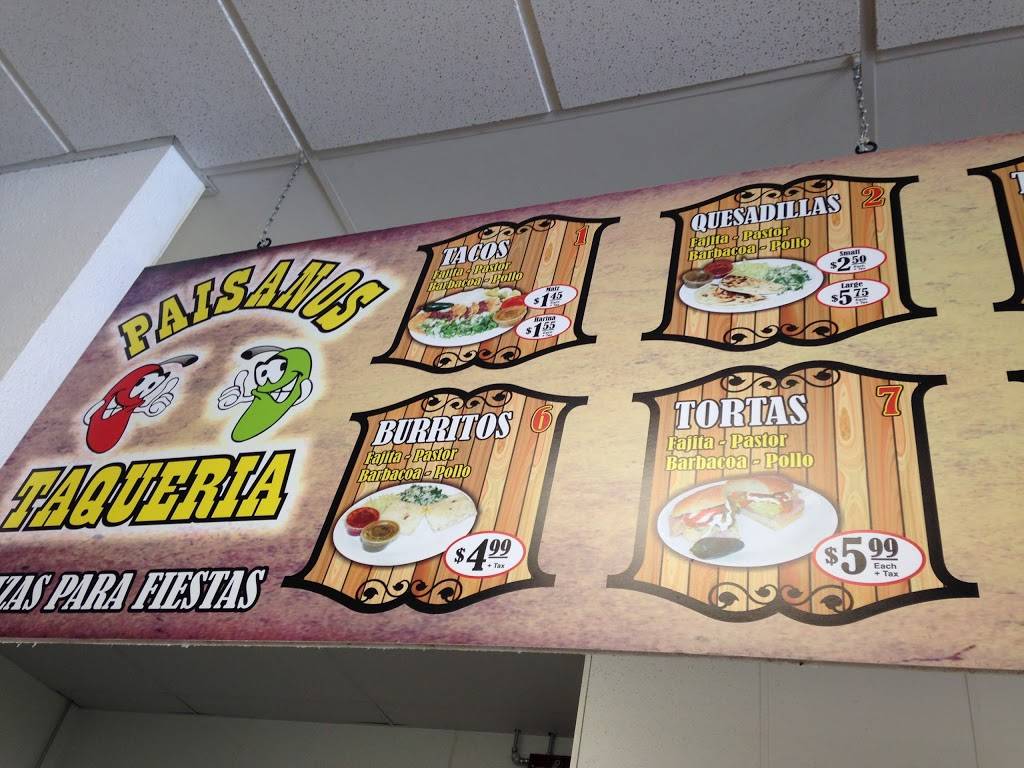 PAISANOS
TAQUERIA
ZAS PARA FIESTAS
TACOS 1
Fajita - Pastor
Barbacoa - Pollo
Maiz
$1.45
Harina
$1.55
QUESADILLAS 2
Fajita - Pastor
Barbacoa - Pollo
Small
$2.50
Large
$5.75
BURRITOS 6
Fajita - Pastor
Barbacoa - Pollo
$4.99
+ Tax
TORTAS 7
Fajita - Pastor
Barbacoa - Pollo
$5.99
Each
+ Tax